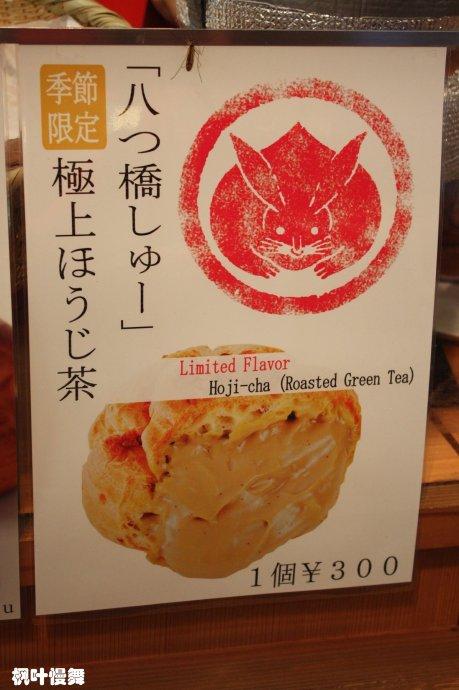 「八つ橋しゅー」
季節
限定
極上ほうじ茶
Limited Flavor
Hoji-cha (Roasted Green Tea)
1個¥300
u
枫叶慢舞